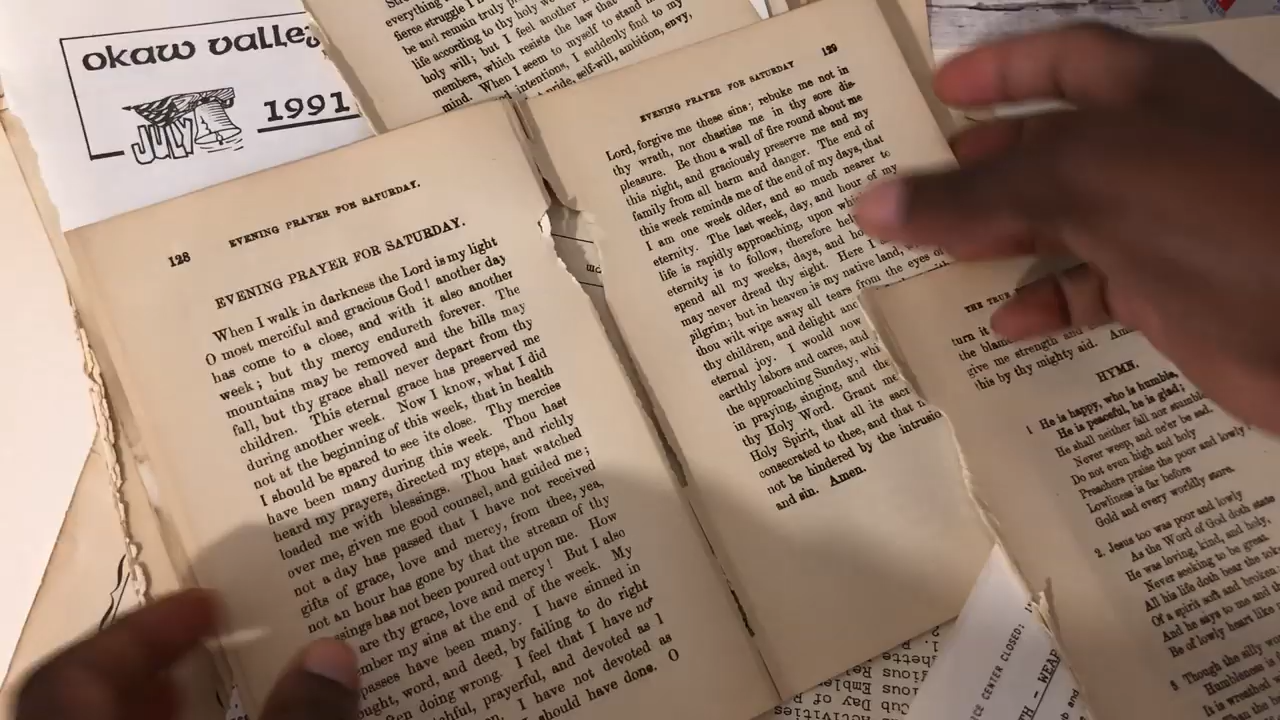 okaw valley
JULY 4
1991
everything
fierce struggle I
be and remain truly
life according to thy holy
holy will; but I feel another
members, which resist the law that
mind. When I seem to myself to stand
intentions, I suddenly find to my
pride, self-will, ambition, envy,
EVENING PRAYER FOR SATURDAY.
128
EVENING PRAYER FOR SATURDAY.
When I walk in darkness the Lord is my light
O most merciful and gracious God! another day
has come to a close, and with it also another
week; but thy mercy endureth forever. The
mountains may be removed and the hills may
fall, but thy grace shall never depart from thy
children. This eternal grace has preserved me
during another week. Now I know, what I did
not at the beginning of this week, that in health
I should be spared to see its close. Thy mercies
have been many during this week. Thou hast
heard my prayers, directed my steps, and richly
loaded me with blessings. Thou hast watched
over me, given me good counsel, and guided me;
not a day has passed that I have not received
gifts of grace, love and mercy, from thee, yea,
not an hour has gone by that the stream of thy
ssings has not been poured out upon me. How
are thy grace, love and mercy! But I also
mber my sins at the end of the week. My
passes have been many. I have sinned in
ought, word, and deed, by failing to do right
ten doing wrong. I feel that I have not
hful, prayerful, and devoted as I
I have not devoted as
should have done. O
129
EVENING PRAYER FOR SATURDAY
Lord, forgive me these sins; rebuke me not in
thy wrath, nor chastise me in thy sore dis-
pleasure. Be thou a wall of fire round about me
this night, and graciously preserve me and my
family from all harm and danger. The end of
this week reminds me of the end of my days, that
I am one week older, and so much nearer to
eternity. The last week, day, and hour of my
life is rapidly approaching, upon
eternity is to follow, therefore
spend all my weeks, days, and
may never dread thy sight. Here I
pilgrim; but in heaven is my native land,
thou wilt wipe away all tears from the eyes of
thy children, and delight
eternal joy. I would now
earthly labors and cares, and
the approaching Sunday,
in praying, singing, and the
thy Holy Word. Grant me
Holy Spirit, that all its
consecrated to thee, and that
not be hindered by the
and sin. Amen.
THE TRUE
turn it
the
give me strength and
this by thy mighty aid.
HYMN.
1 He is happy, who is humble,
He is peaceful, he is glad;
He shall neither fall nor stumble
Never weep, and ne'er be sad.
Do not even high and holy
Preachers praise the poor and lowly
Lowliness is far before
Gold and every worldly store.
2. Jesus too was poor and lowly
As the Word of God doth state
He was loving, kind, and holy,
Never seeking to be great.
All his life doth bear the
Of a spirit soft and broken
And he says to me and
Be of lowly heart like
3 Though the silly
Humbleness is
It is wreathed
CENTER CLOSED: